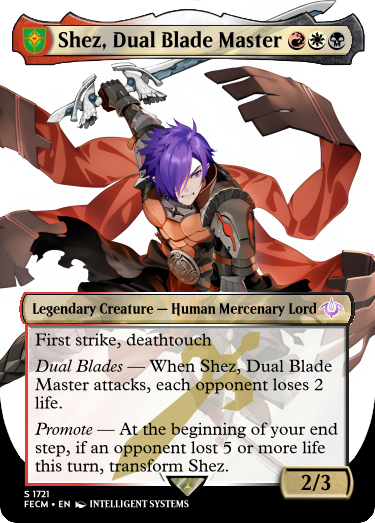 Shez, Dual Blade Master
Legendary Creature — Human Mercenary Lord
First strike, deathtouch
Dual Blades — When Shez, Dual Blade
Master attacks, each opponent loses 2
life.
Promote — At the beginning of your end
step, if an opponent lost 5 or more life
this turn, transform Shez.
2/3
S 1721
FECM • EN INTELLIGENT SYSTEMS